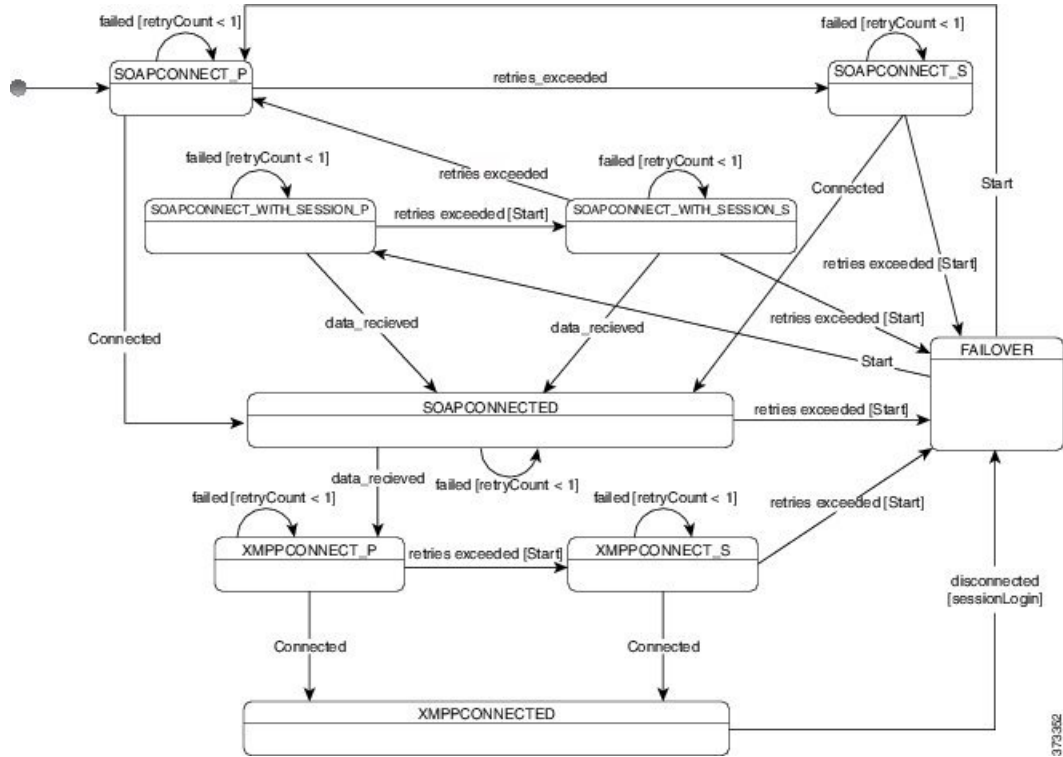 failed [retryCount < 1]
failed [retryCount < 1]
SOAPCONNECT_P
SOAPCONNECT_S
retries_exceeded
failed [retryCount < 1]
failed [retryCount < 1]
retries exceeded
Connected
Start
SOAPCONNECT_WITH_SESSION_P
retries exceeded [Start]
SOAPCONNECT_WITH_SESSION_S
retries exceeded [Start]
data_recieved
data_recieved
retries exceeded [Start]
Connected
Start
FAILOVER
SOAPCONNECTED
retries exceeded [Start]
data_recieved
failed [retryCount < 1]
failed [retryCount < 1]
failed [retryCount < 1]
retries exceeded [Start]
XMPPCONNECT_P
retries exceeded [Start]
XMPPCONNECT_S
disconnected
[sessionLogin]
Connected
Connected
XMPPCONNECTED
373362